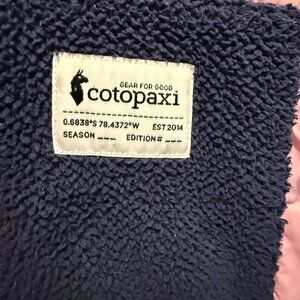 GEAR FOR GOOD
cotopaxi
0.6838°S 78.4372°W EST 2014
SEASON ___ EDITION# ___